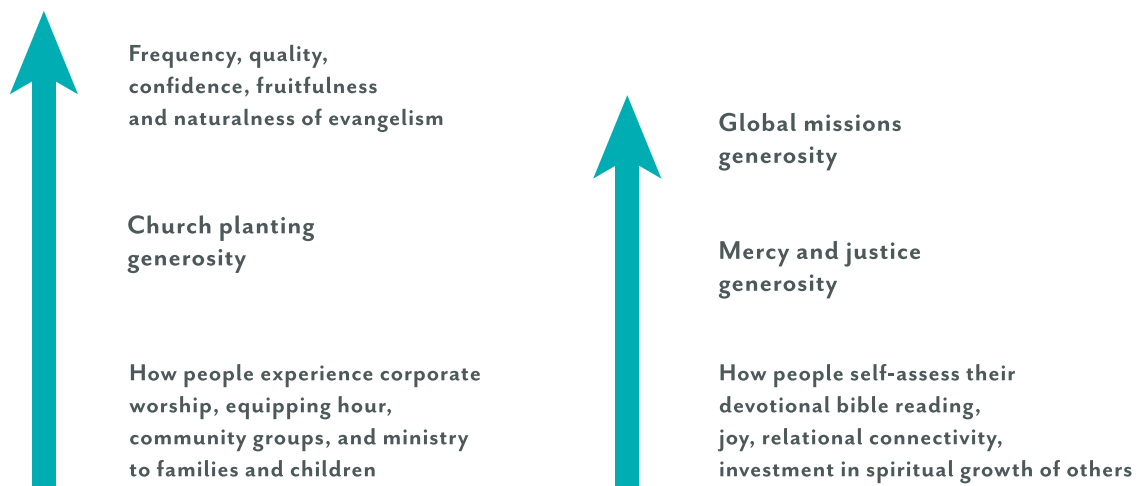 Frequency, quality,
confidence, fruitfulness
and naturalness of evangelism
Church planting
generosity
How people experience corporate
worship, equipping hour,
community groups, and ministry
to families and children
Global missions
generosity
Mercy and justice
generosity
How people self-assess their
devotional bible reading,
joy, relational connectivity,
investment in spiritual growth of others